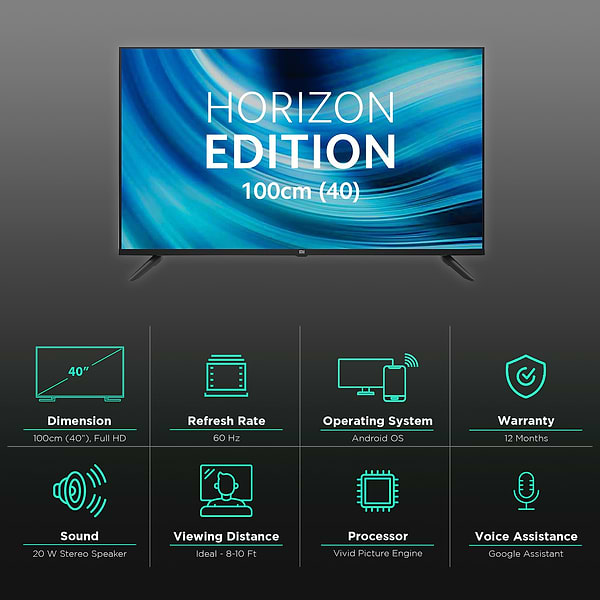 HORIZON
EDITION
100cm (40)
mi
40”
Dimension
100cm (40”), Full HD
Refresh Rate
60 Hz
Operating System
Android OS
Warranty
12 Months
Sound
20 W Stereo Speaker
Viewing Distance
Ideal - 8-10 Ft
Processor
Vivid Picture Engine
Voice Assistance
Google Assistant